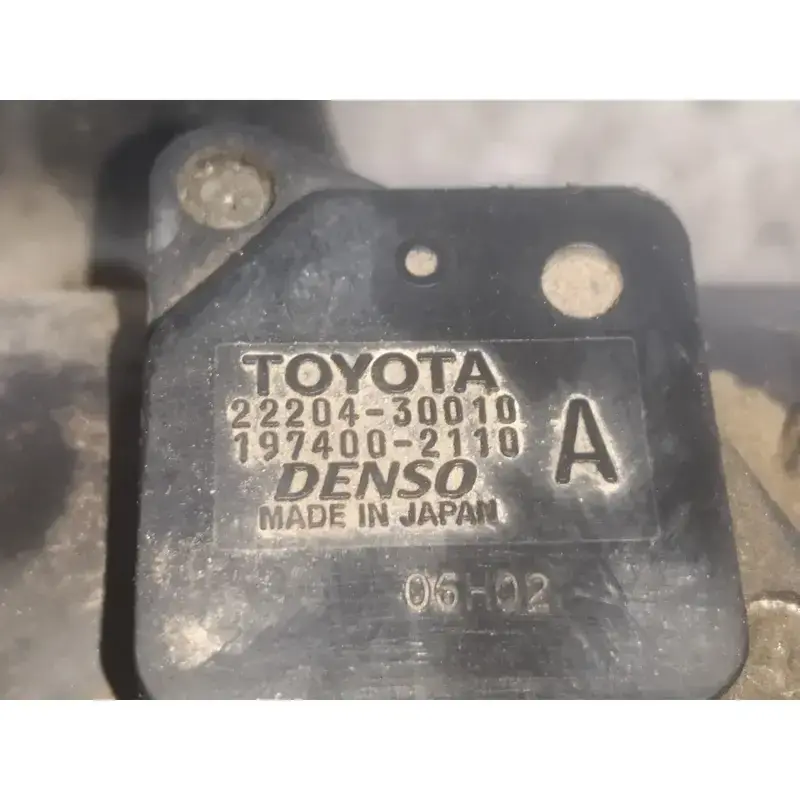 TOYOTA
22204-30010
197400-2110
A
DENSO
MADE IN JAPAN
06H02